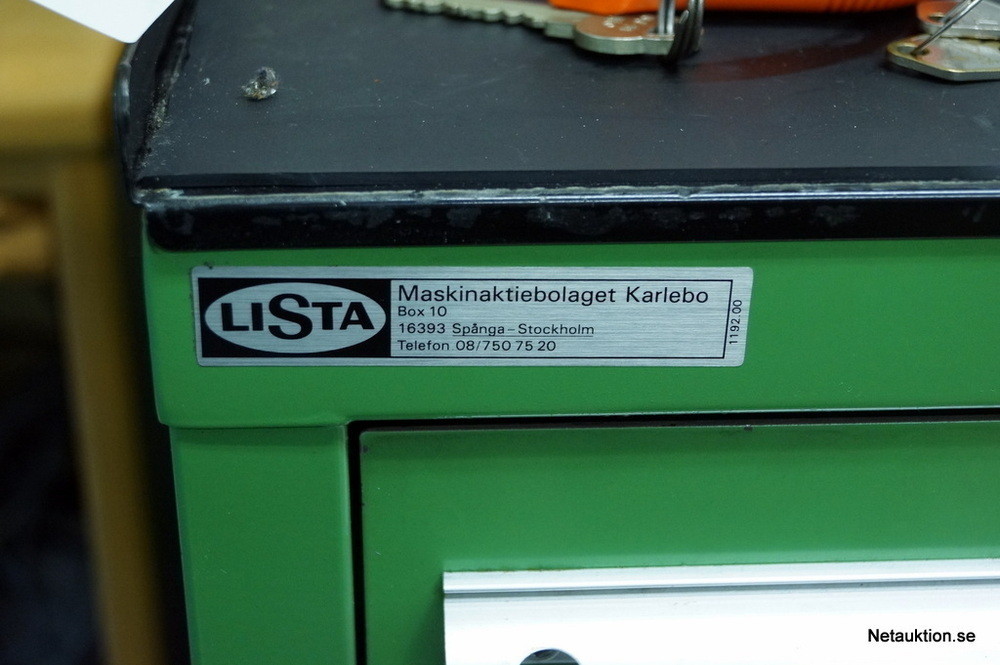 LISTA
Maskinaktiebolaget Karlebo
Box 10
16393 Spånga-Stockholm
Telefon 08/750 75 20
1192.00
Netauktion.se